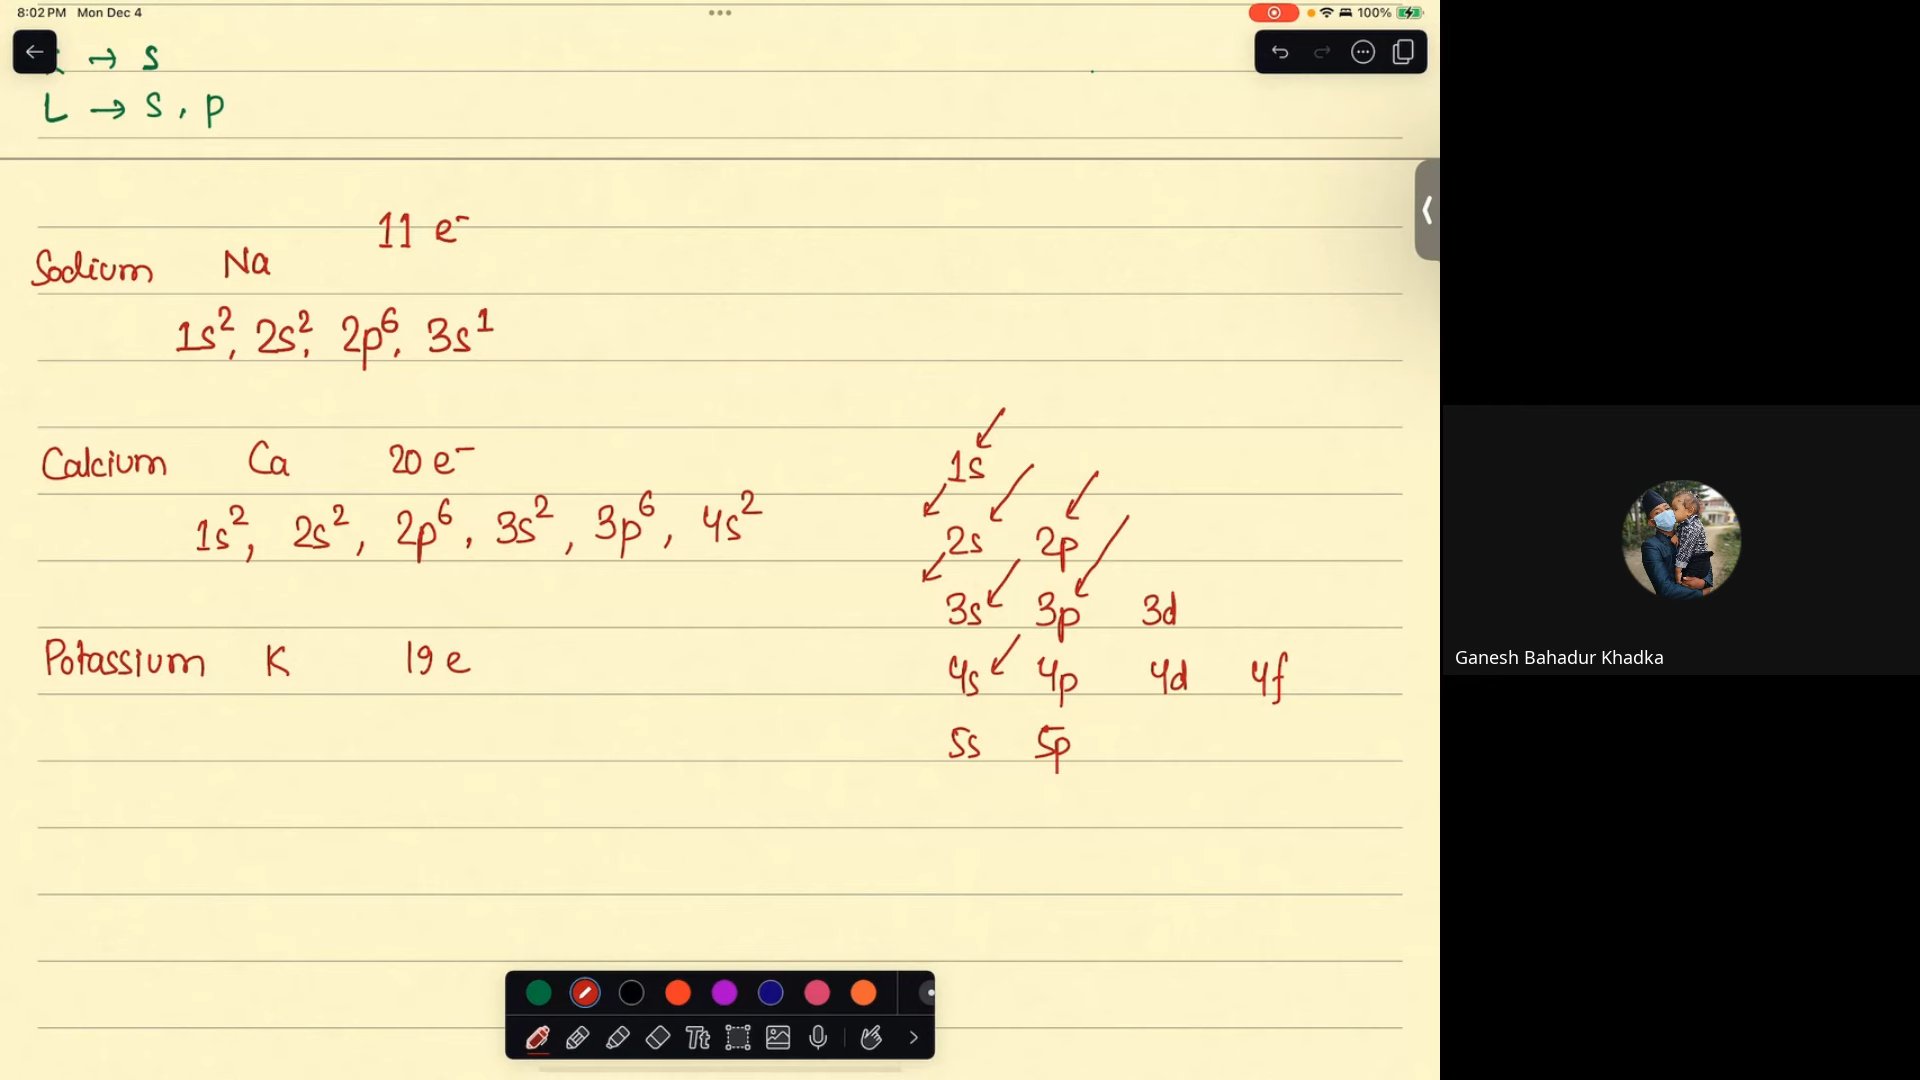 8:02 PM Mon Dec 4
100%
→ s
L → s, p
11 e⁻
Sodium Na
1s², 2s², 2p⁶, 3s¹
Calcium Ca 20 e⁻
1s², 2s², 2p⁶, 3s², 3p⁶, 4s²
Potassium K 19 e
1s
2s 2p
3s 3p 3d
4s 4p 4d 4f
5s 5p
Ganesh Bahadur Khadka
Tt